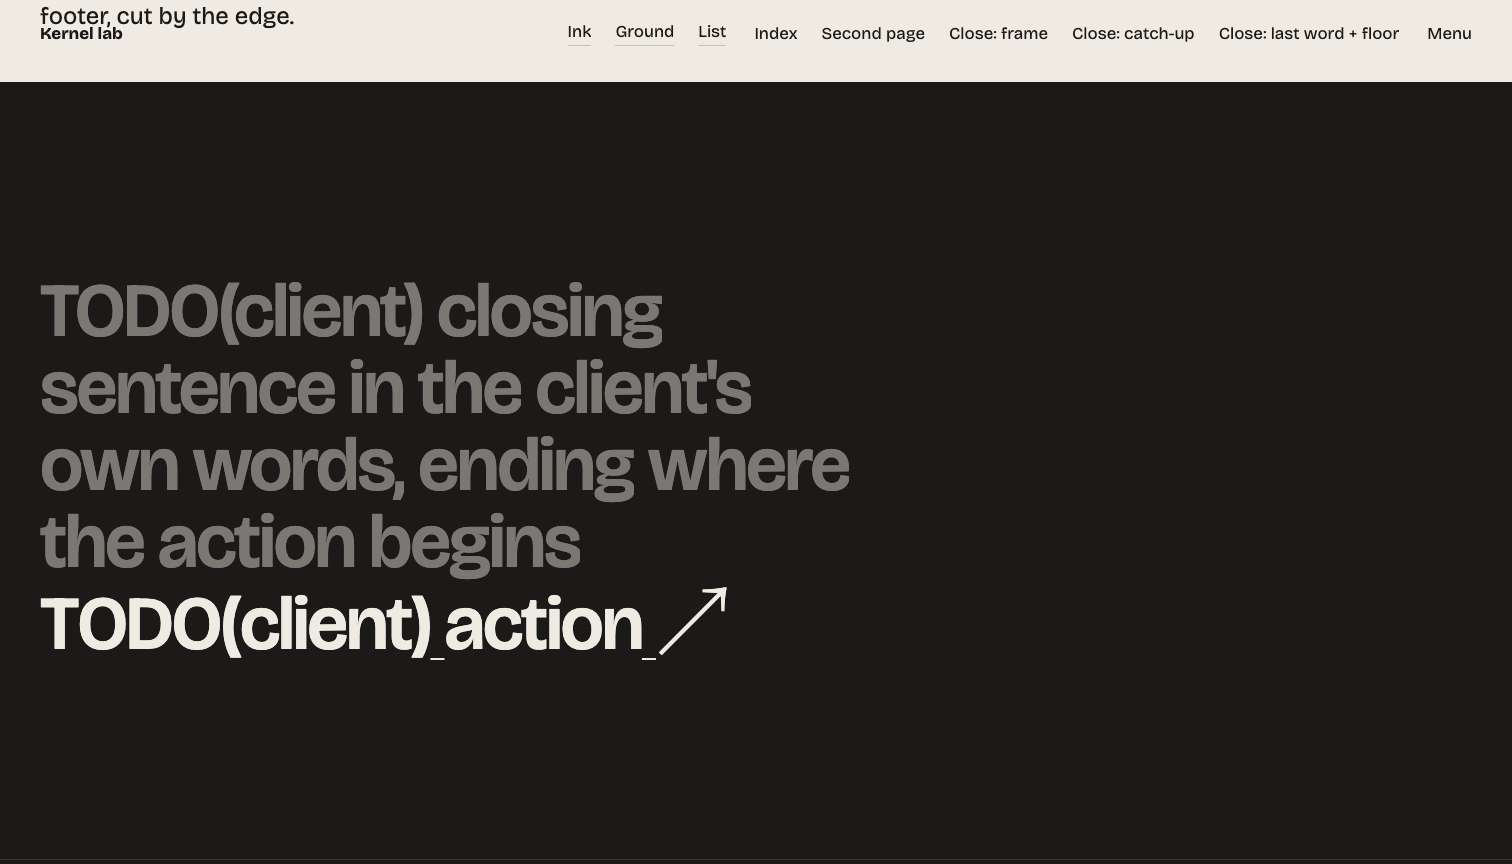 footer, cut by the edge.
Kernel lab Ink Ground List Index Second page Close: frame Close: catch-up Close: last word + floor Menu
TODO(client) closing
sentence in the client's
own words, ending where
the action begins
TODO(client) action ↗